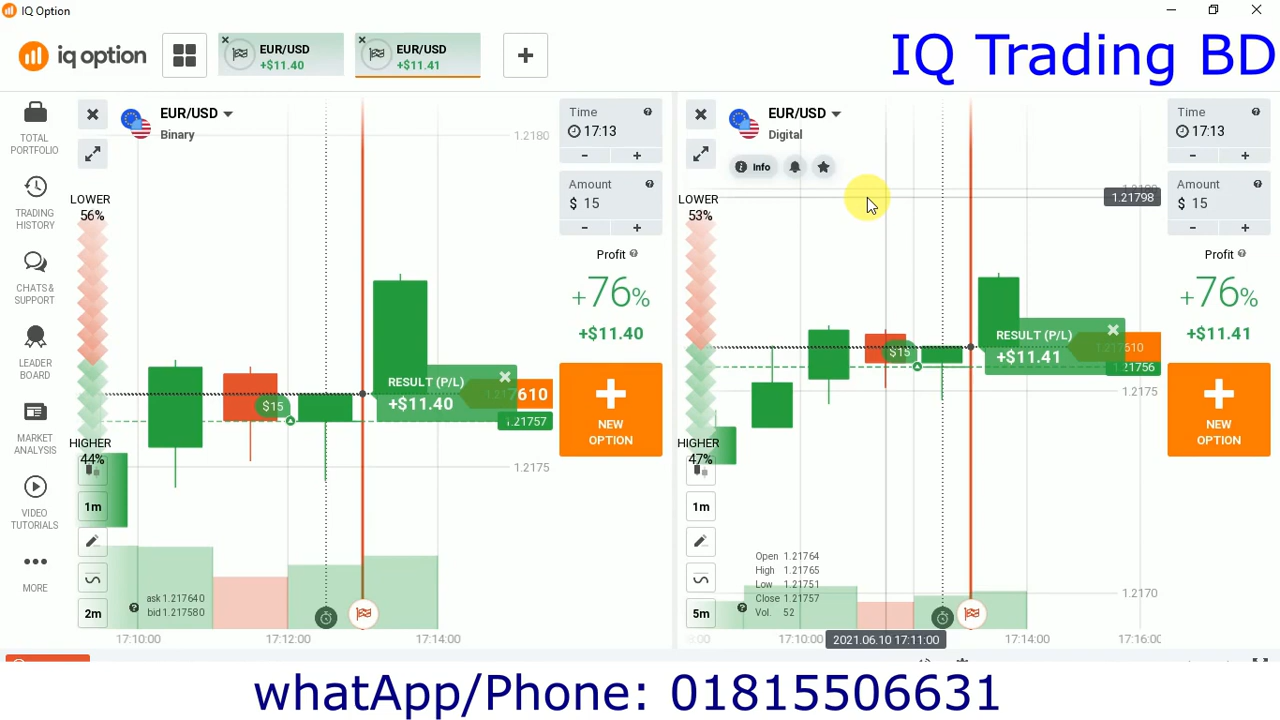 IQ Option
iq option
EUR/USD
+$11.40
EUR/USD
+$11.41
IQ Trading BD
TOTAL
PORTFOLIO
TRADING
HISTORY
CHATS &
SUPPORT
LEADER
BOARD
MARKET
ANALYSIS
VIDEO
TUTORIALS
MORE
EUR/USD
Binary
LOWER
56%
HIGHER
44%
1m
2m
1.2180
1.2175
$15
RESULT (P/L)
+$11.40
7610
1.21757
ask 1.217640
bid 1.217580
17:10:00
17:12:00
17:14:00
Time
17:13
Amount
$ 15
Profit
+76%
+$11.40
NEW
OPTION
EUR/USD
Digital
Info
LOWER
53%
HIGHER
47%
1m
5m
1.21798
$15
RESULT (P/L)
+$11.41
1.217610
1.21756
1.2175
1.2170
Open 1.21764
High 1.21765
Low 1.21751
Close 1.21757
Vol. 52
17:10:00
2021.06.10 17:11:00
17:14:00
17:16:00
Time
17:13
Amount
$ 15
Profit
+76%
+$11.41
NEW
OPTION
whatApp/Phone: 01815506631